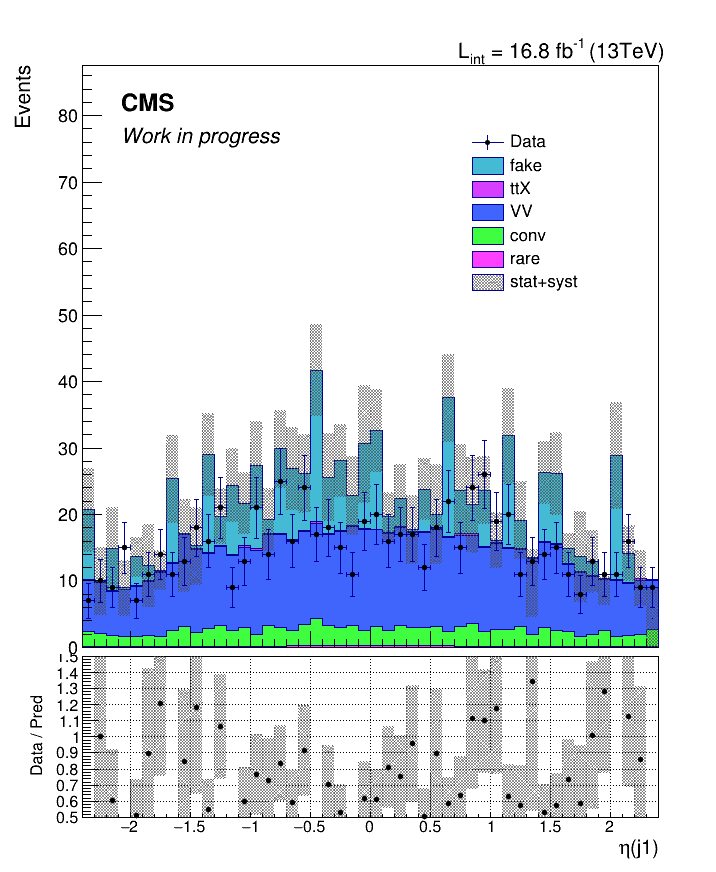 L_int = 16.8 fb^-1 (13TeV)
Events
CMS
Work in progress
Data
fake
ttX
VV
conv
rare
stat+syst
80
70
60
50
40
30
20
10
0
Data / Pred
1.5
1.4
1.3
1.2
1.1
1
0.9
0.8
0.7
0.6
0.5
−2 −1.5 −1 −0.5 0 0.5 1 1.5 2
η(j1)